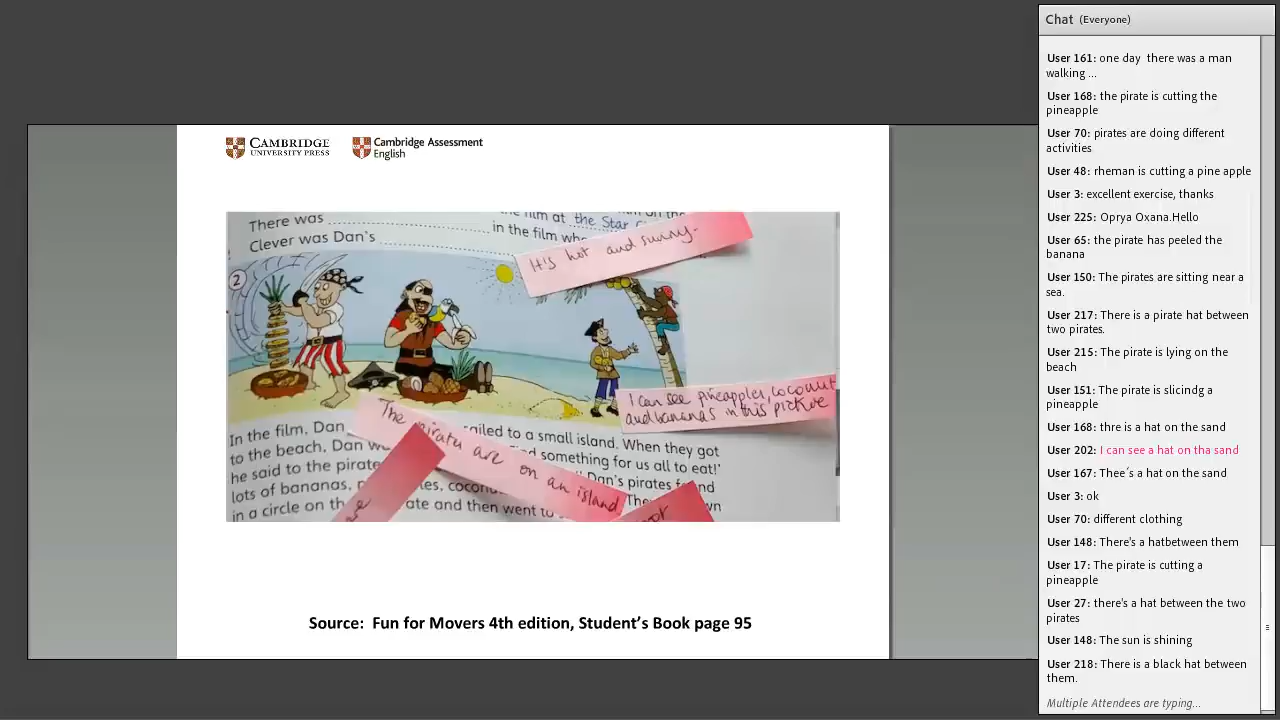 Chat (Everyone)
User 161: one day there was a man
walking ...
User 168: the pirate is cutting the
pineapple
User 70: pirates are doing different
activities
User 48: rheman is cutting a pine apple
User 3: excellent exercise, thanks
User 225: Oprya Oxana.Hello
User 65: the pirate has peeled the
banana
User 150: The pirates are sitting near a
sea.
User 217: There is a pirate hat between
two pirates.
User 215: The pirate is lying on the
beach
User 151: The pirate is slicindg a
pineapple
User 168: thre is a hat on the sand
User 202: I can see a hat on tha sand
User 167: Thee´s a hat on the sand
User 3: ok
User 70: different clothing
User 148: There's a hatbetween them
User 17: The pirate is cutting a
pineapple
User 27: there's a hat between the two
pirates
User 148: The sun is shining
User 218: There is a black hat between
them.
Multiple Attendees are typing...
CAMBRIDGE
UNIVERSITY PRESS
Cambridge Assessment
English
There was
Clever was Dan's
film at the Star
in the film
It's hot and sunny.
2
I can see pineapples, coconut
and bananas in this picture
The pirates are on an island
In the film, Dan sailed to a small island. When they got
to the beach, Dan something for us all to eat!'
he said to the pirate Dan's pirates
lots of bananas,
in a circle on and then went to
Source: Fun for Movers 4th edition, Student's Book page 95